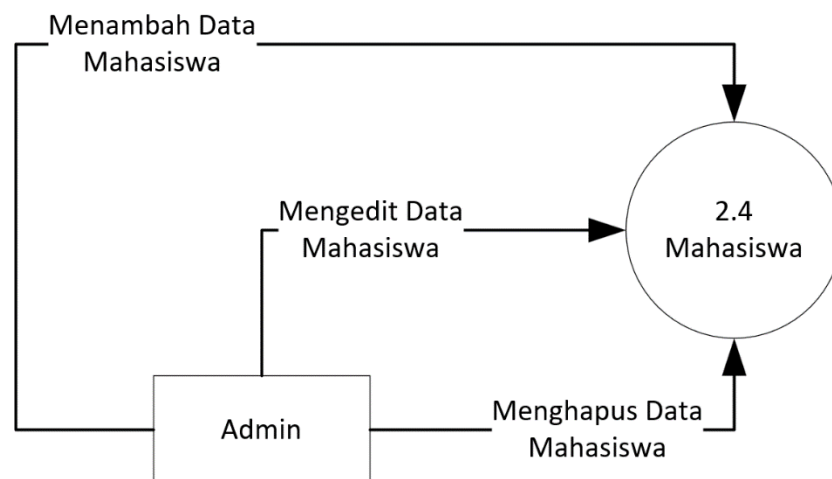 Menambah Data
Mahasiswa
Mengedit Data
Mahasiswa
2.4
Mahasiswa
Admin
Menghapus Data
Mahasiswa